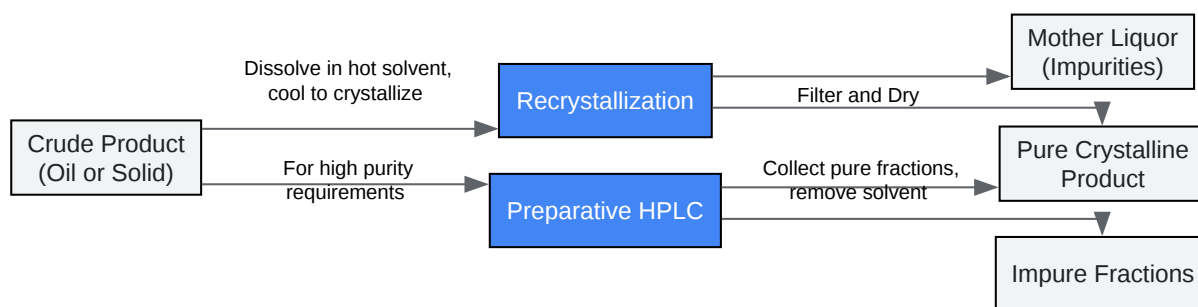 Crude Product
(Oil or Solid)
Dissolve in hot solvent,
cool to crystallize
For high purity
requirements
Recrystallization
Preparative HPLC
Filter and Dry
Collect pure fractions,
remove solvent
Mother Liquor
(Impurities)
Pure Crystalline
Product
Impure Fractions